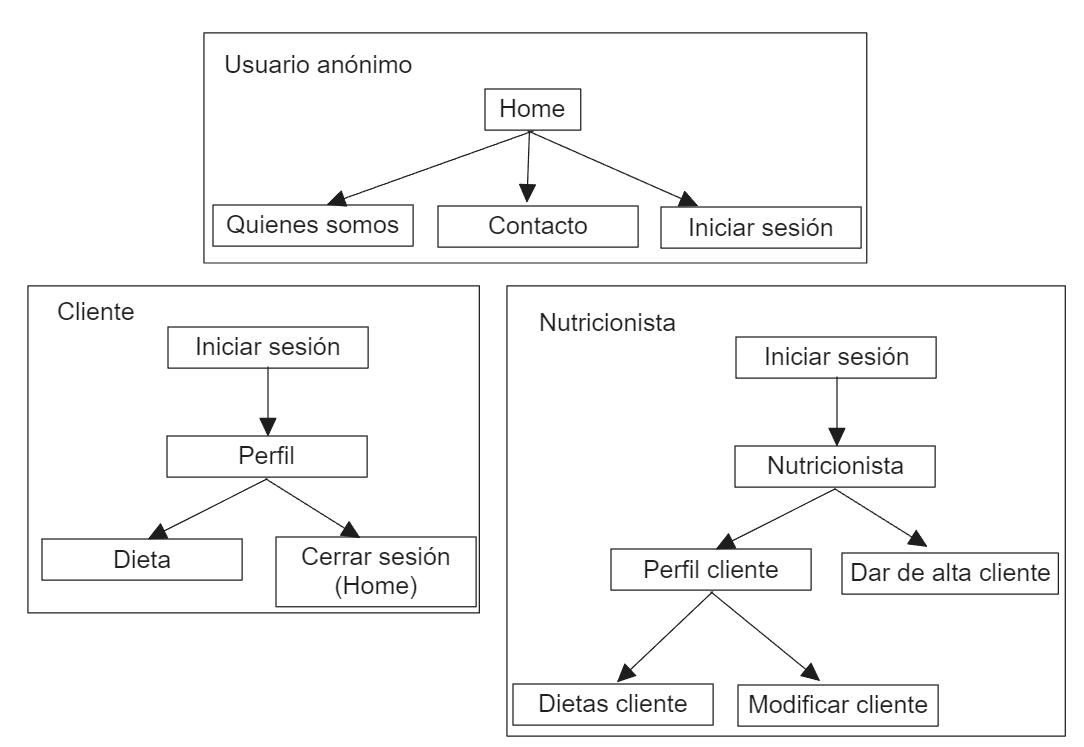 Usuario anónimo
Home
Quienes somos
Contacto
Iniciar sesión
Cliente
Iniciar sesión
Perfil
Dieta
Cerrar sesión
(Home)
Nutricionista
Iniciar sesión
Nutricionista
Perfil cliente
Dar de alta cliente
Dietas cliente
Modificar cliente